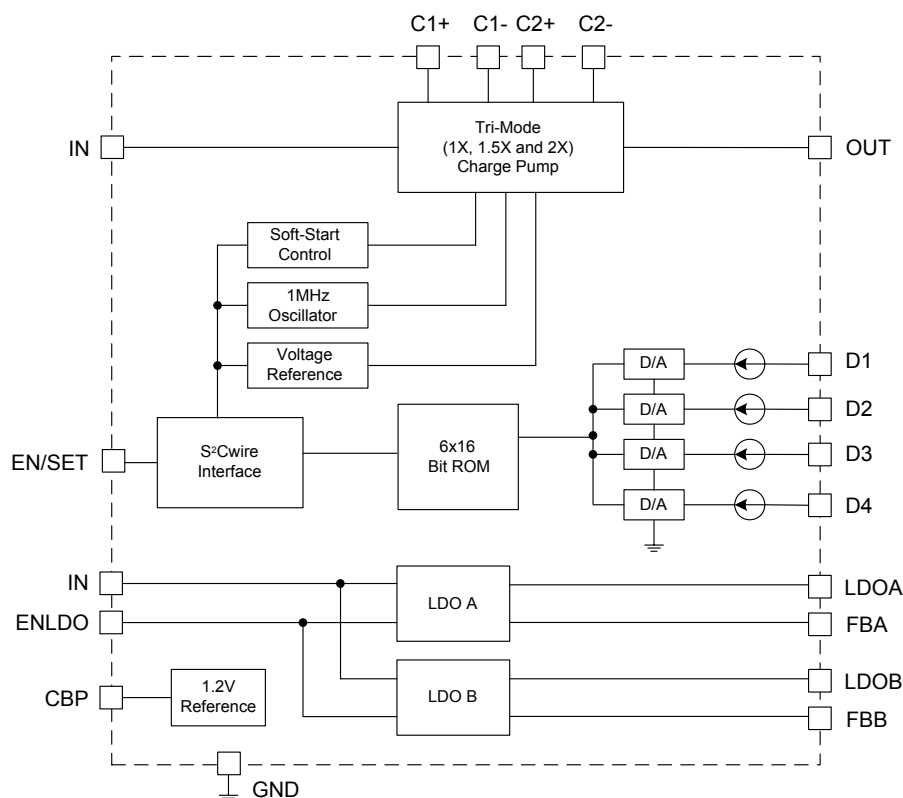 C1+ C1- C2+ C2-
IN
Tri-Mode
(1X, 1.5X and 2X)
Charge Pump
OUT
Soft-Start
Control
1MHz
Oscillator
Voltage
Reference
D/A
D1
D/A
D2
EN/SET
S²Cwire
Interface
6x16
Bit ROM
D/A
D3
D/A
D4
IN
LDO A
LDOA
ENLDO
FBA
CBP
1.2V
Reference
LDO B
LDOB
FBB
GND